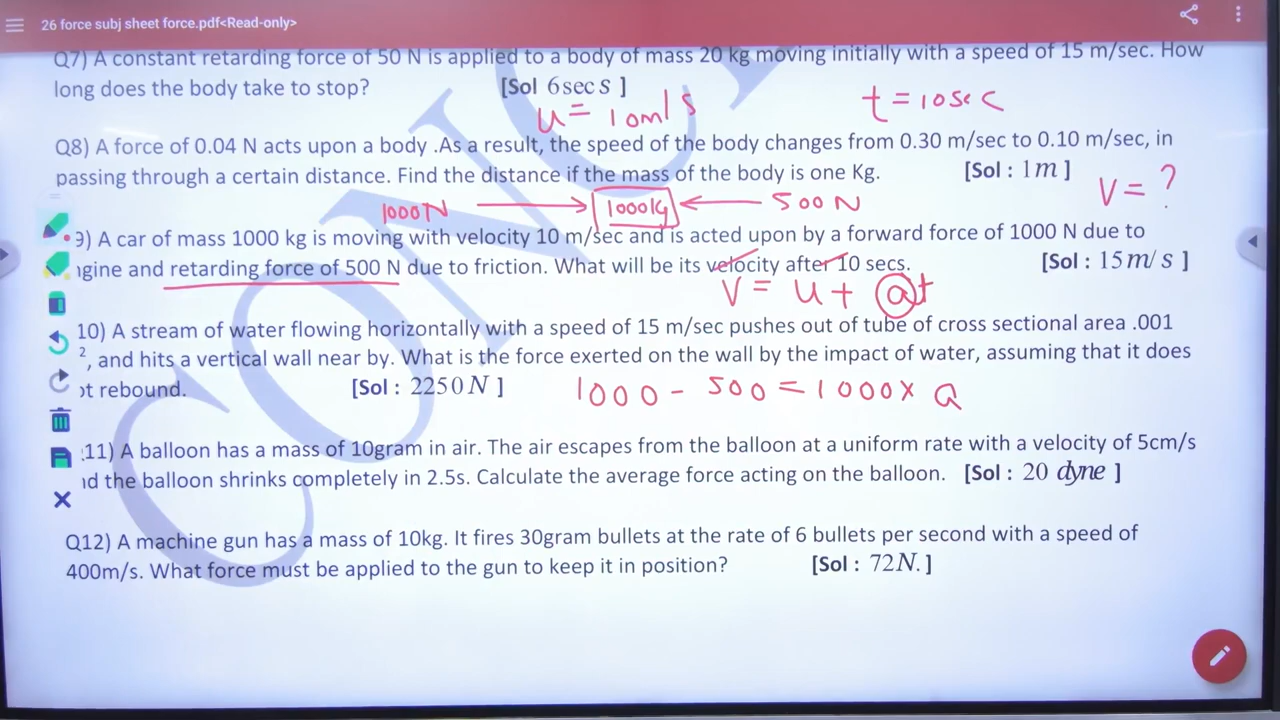 26 force subj sheet force.pdf<Read-only>
Q7) A constant retarding force of 50 N is applied to a body of mass 20 kg moving initially with a speed of 15 m/sec. How
long does the body take to stop? [Sol 6secs ]
u = 10m/s t = 10sec
Q8) A force of 0.04 N acts upon a body .As a result, the speed of the body changes from 0.30 m/sec to 0.10 m/sec, in
passing through a certain distance. Find the distance if the mass of the body is one Kg. [Sol : 1m ]
V = ?
1000N 1000kg 500N
9) A car of mass 1000 kg is moving with velocity 10 m/sec and is acted upon by a forward force of 1000 N due to
ngine and retarding force of 500 N due to friction. What will be its velocity after 10 secs. [Sol : 15m/s ]
V = u + at
10) A stream of water flowing horizontally with a speed of 15 m/sec pushes out of tube of cross sectional area .001
2, and hits a vertical wall near by. What is the force exerted on the wall by the impact of water, assuming that it does
ot rebound. [Sol : 2250N ]
1000 - 500 = 1000 x a
11) A balloon has a mass of 10gram in air. The air escapes from the balloon at a uniform rate with a velocity of 5cm/s
nd the balloon shrinks completely in 2.5s. Calculate the average force acting on the balloon. [Sol : 20 dyne ]
Q12) A machine gun has a mass of 10kg. It fires 30gram bullets at the rate of 6 bullets per second with a speed of
400m/s. What force must be applied to the gun to keep it in position? [Sol : 72N.]